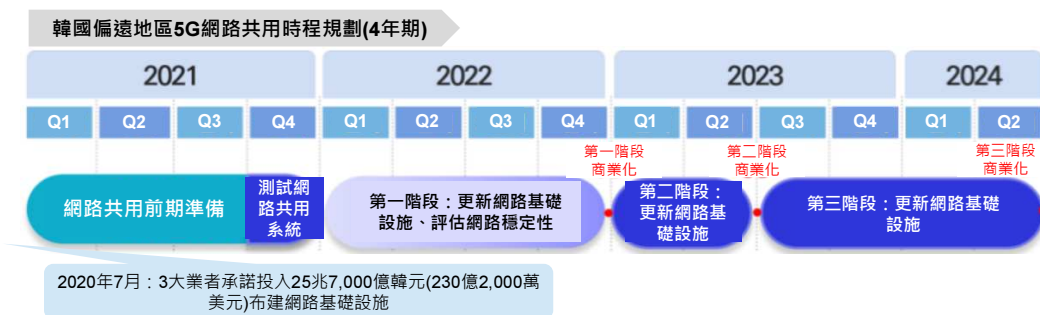 韓國偏遠地區5G網路共用時程規劃(4年期)
2021 2022 2023 2024
Q1 Q2 Q3 Q4 Q1 Q2 Q3 Q4 Q1 Q2 Q3 Q4 Q1 Q2
第一階段
商業化
第二階段
商業化
第三階段
商業化
網路共用前期準備
測試網
路共用
系統
第一階段：更新網路基礎
設施、評估網路穩定性
第二階段：
更新網路基
礎設施
第三階段：更新網路基礎
設施
2020年7月：3大業者承諾投入25兆7,000億韓元(230億2,000萬
美元)布建網路基礎設施